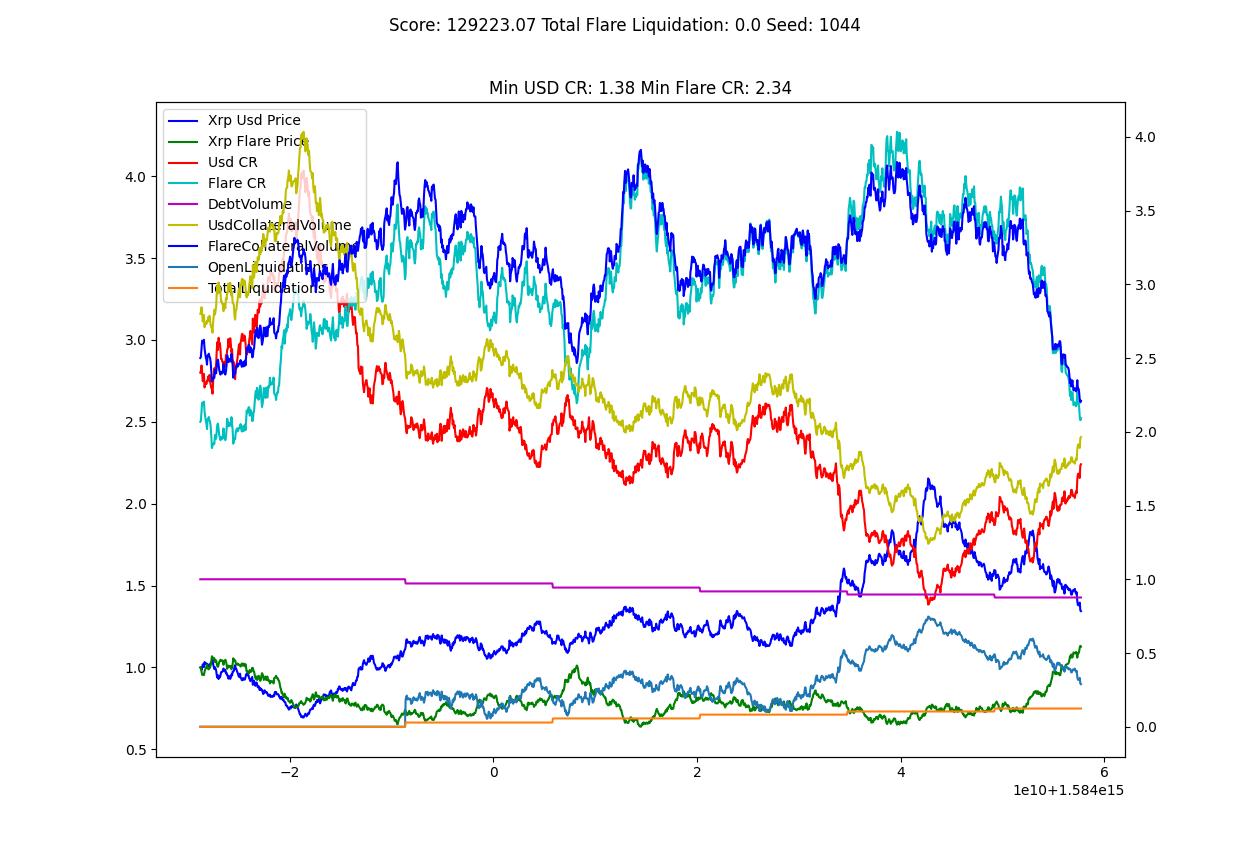 Score: 129223.07 Total Flare Liquidation: 0.0 Seed: 1044
Min USD CR: 1.38 Min Flare CR: 2.34
Xrp Usd Price
Xrp Flare Price
Usd CR
Flare CR
DebtVolume
UsdCollateralVolume
FlareCollateralVolume
OpenLiquidations
TotalLiquidations
4.0
3.5
3.0
2.5
2.0
1.5
1.0
0.5
4.0
3.5
3.0
2.5
2.0
1.5
1.0
0.5
0.0
−2 0 2 4 6
1e10+1.584e15